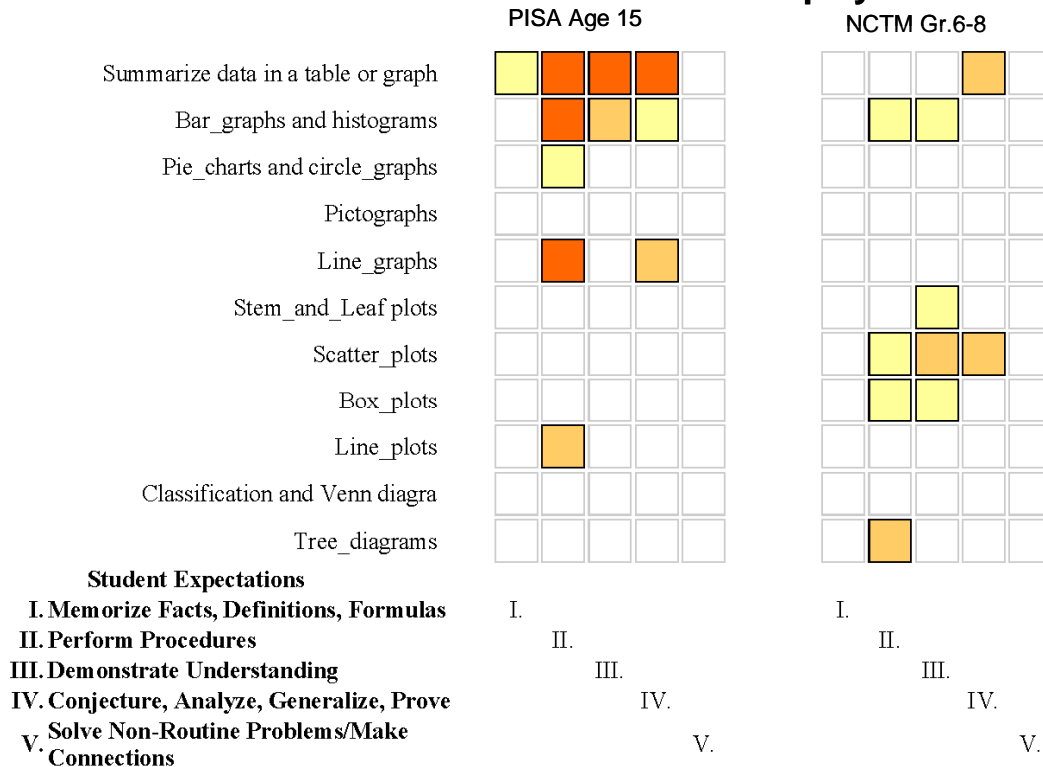 PISA Age 15
NCTM Gr.6-8
Summarize data in a table or graph
Bar_graphs and histograms
Pie_charts and circle_graphs
Pictographs
Line_graphs
Stem_and_Leaf plots
Scatter_plots
Box_plots
Line_plots
Classification and Venn diagra
Tree_diagrams
Student Expectations
I. Memorize Facts, Definitions, Formulas I. I.
II. Perform Procedures II. II.
III. Demonstrate Understanding III. III.
IV. Conjecture, Analyze, Generalize, Prove IV. IV.
V. Solve Non-Routine Problems/Make
Connections V. V.